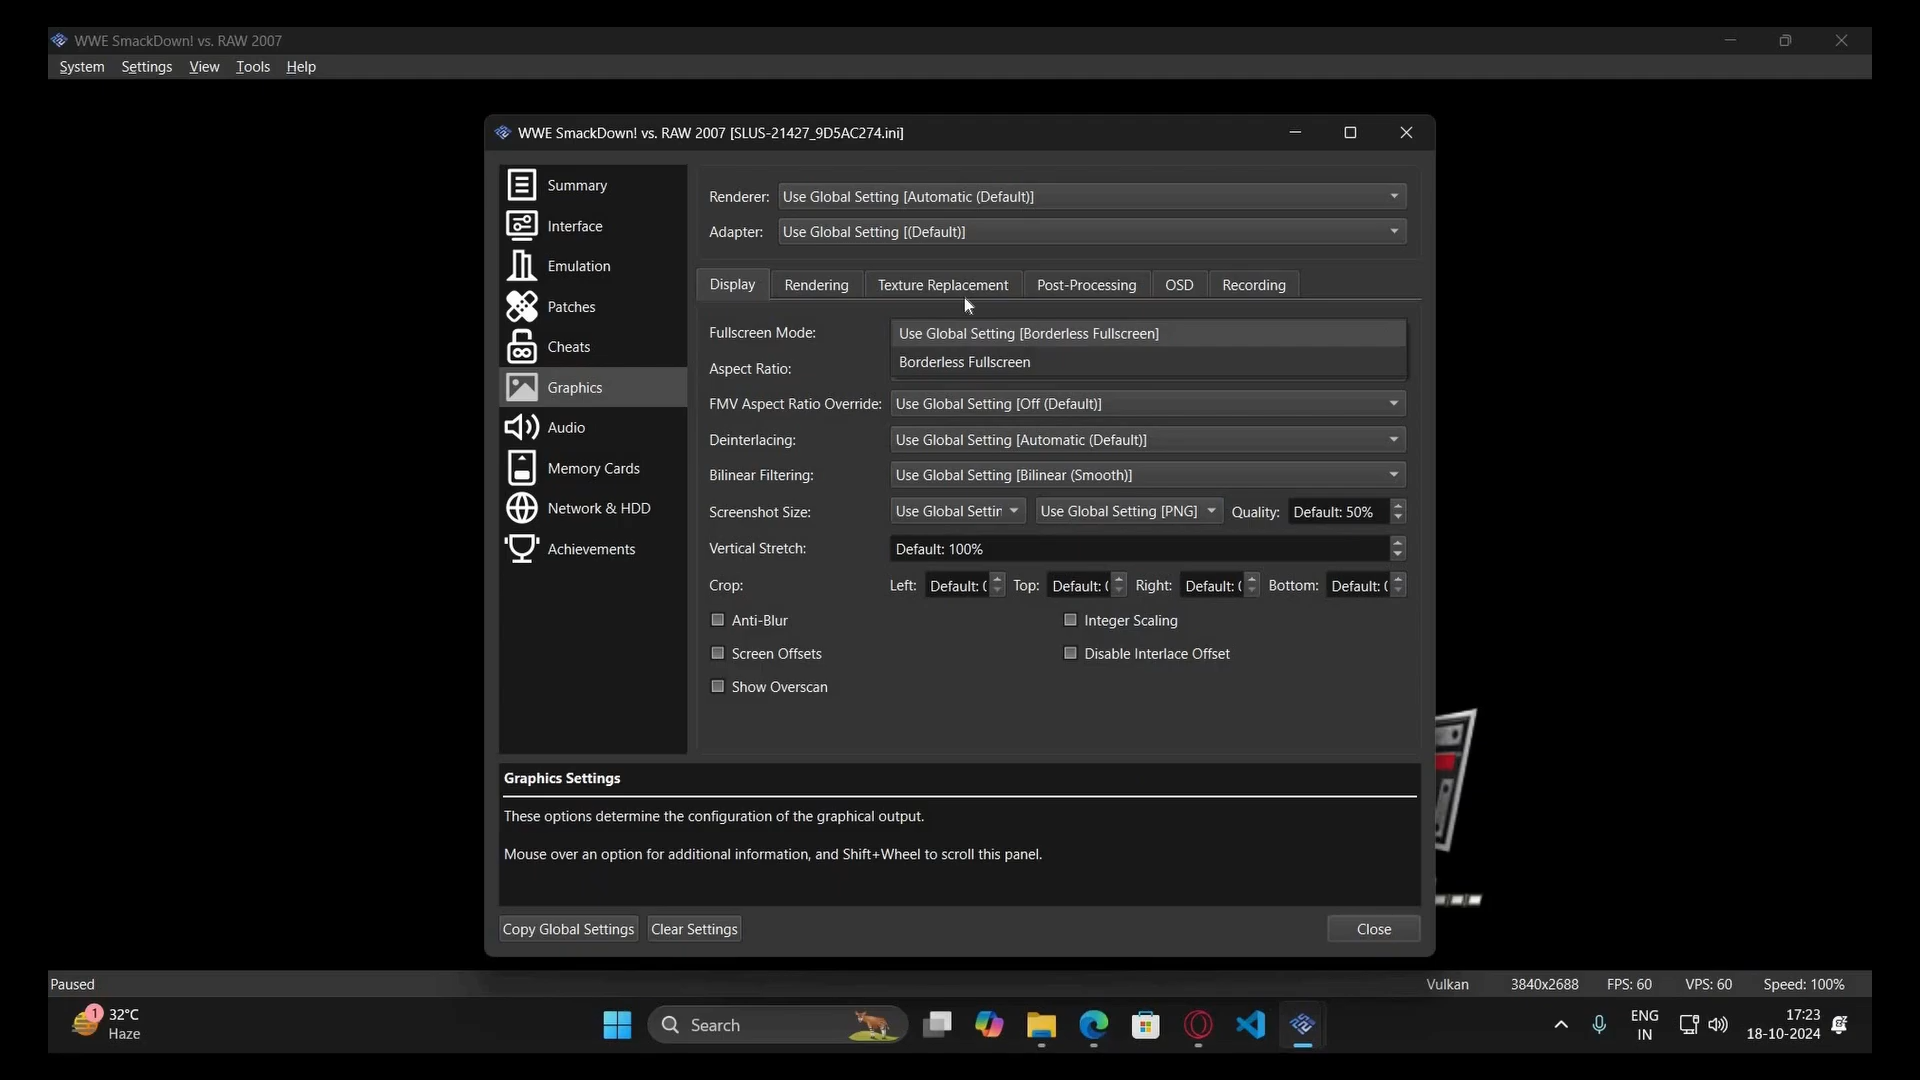 WWE SmackDown! vs. RAW 2007
System Settings View Tools Help
WWE SmackDown! vs. RAW 2007 [SLUS-21427_9D5AC274.ini]
Summary
Interface
Emulation
Patches
Cheats
Graphics
Audio
Memory Cards
Network & HDD
Achievements
Renderer: Use Global Setting [Automatic (Default)]
Adapter: Use Global Setting [(Default)]
Display Rendering Texture Replacement Post-Processing OSD Recording
Fullscreen Mode: Use Global Setting [Borderless Fullscreen]
Borderless Fullscreen
Aspect Ratio:
FMV Aspect Ratio Override: Use Global Setting [Off (Default)]
Deinterlacing: Use Global Setting [Automatic (Default)]
Bilinear Filtering: Use Global Setting [Bilinear (Smooth)]
Screenshot Size: Use Global Settin Use Global Setting [PNG] Quality: Default: 50%
Vertical Stretch: Default: 100%
Crop: Left: Default: ( Top: Default: ( Right: Default: ( Bottom: Default: (
Anti-Blur Integer Scaling
Screen Offsets Disable Interlace Offset
Show Overscan
Graphics Settings
These options determine the configuration of the graphical output.
Mouse over an option for additional information, and Shift+Wheel to scroll this panel.
Copy Global Settings Clear Settings Close
Paused Vulkan 3840x2688 FPS: 60 VPS: 60 Speed: 100%
1 32°C
Haze
Search
ENG
IN
17:23
18-10-2024